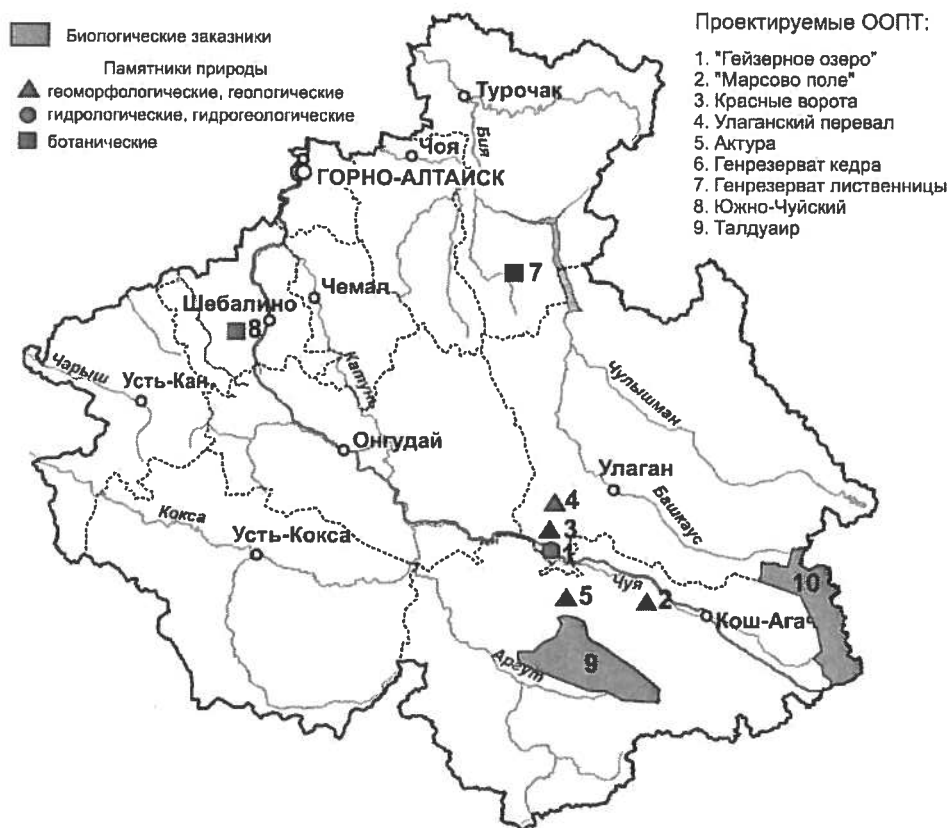 Биологические заказники
Памятники природы
геоморфологические, геологические
гидрологические, гидрогеологические
ботанические
Проектируемые ООПТ:
1. "Гейзерное озеро"
2. "Марсово поле"
3. Красные ворота
4. Улаганский перевал
5. Актура
6. Генрезерват кедра
7. Генрезерват лиственницы
8. Южно-Чуйский
9. Талдуаир
Турочак
Бия
Чоя
ГОРНО-АЛТАЙСК
7
Чемал
Шебалино
8
Чарыш
Катунь
Усть-Кан
Чулышман
Онгудай
Улаган
4
Башкаус
Кокса
3
Усть-Кокса
1
10
Чуя
5
2
Кош-Агач
9
Аргут